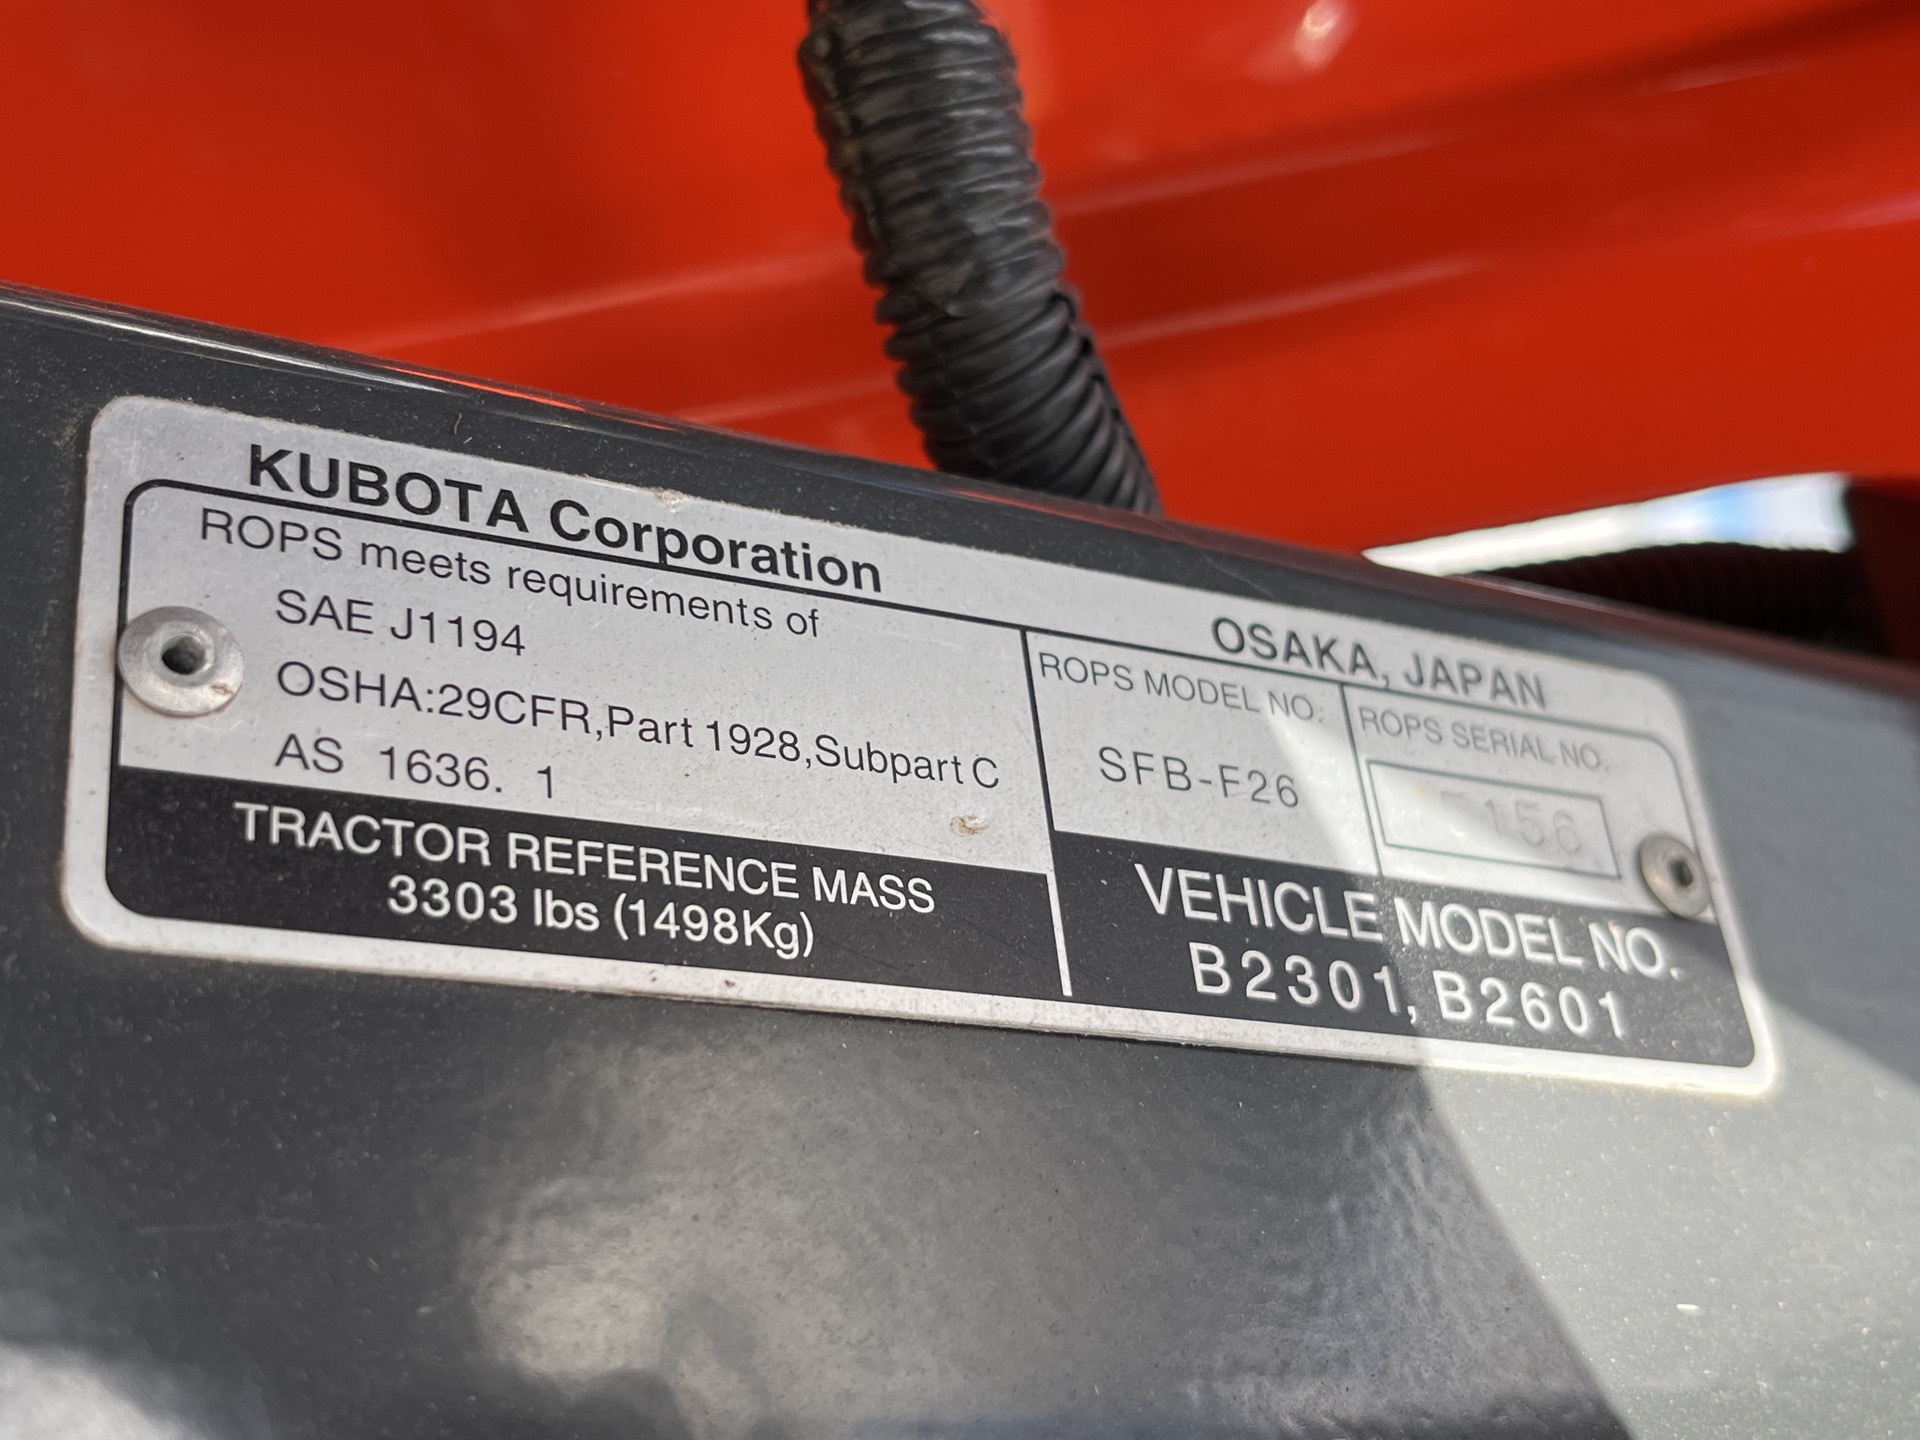 KUBOTA Corporation
OSAKA, JAPAN
ROPS meets requirements of
SAE J1194
OSHA:29CFR,Part 1928,Subpart C
AS 1636. 1
ROPS MODEL NO.
SFB-F26
ROPS SERIAL NO.
TRACTOR REFERENCE MASS
3303 lbs (1498Kg)
VEHICLE MODEL NO.
B2301, B2601